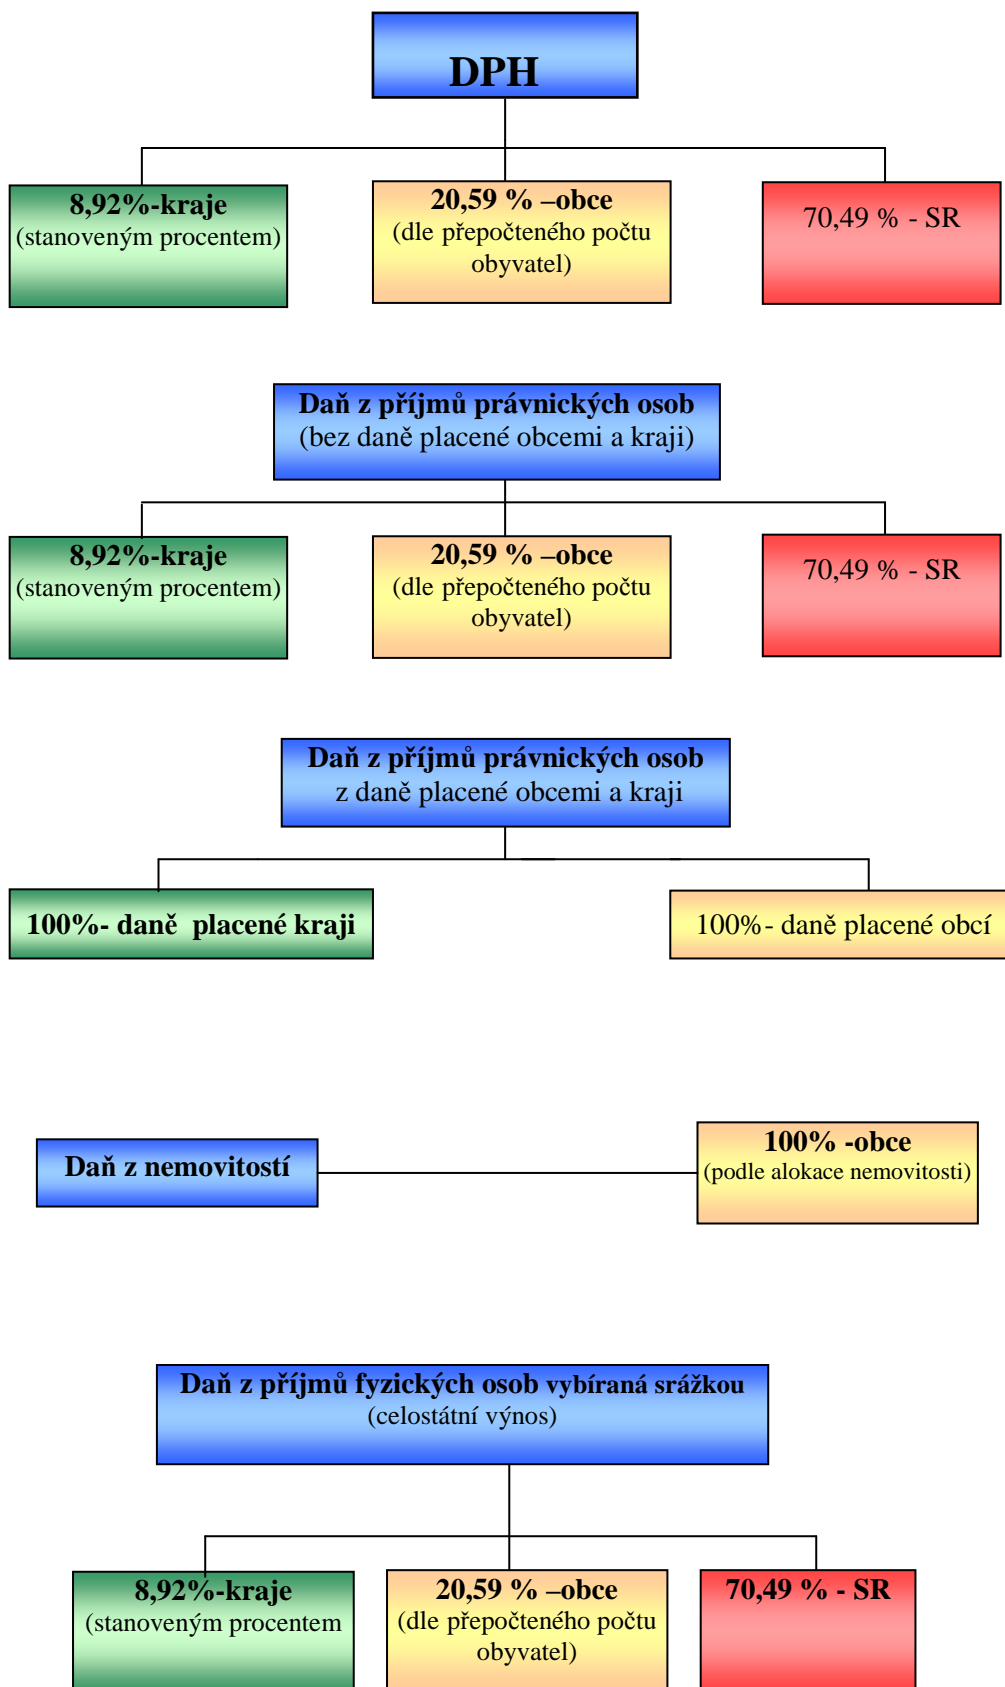 DPH
8,92%-kraje
(stanoveným procentem)
20,59 % –obce
(dle přepočteného počtu
obyvatel)
70,49 % - SR
Daň z příjmů právnických osob
(bez daně placené obcemi a kraji)
8,92%-kraje
(stanoveným procentem)
20,59 % –obce
(dle přepočteného počtu
obyvatel)
70,49 % - SR
Daň z příjmů právnických osob
z daně placené obcemi a kraji
100%- daně  placené kraji
100%- daně placené obcí
Daň z nemovitostí
100% -obce
(podle alokace nemovitosti)
Daň z příjmů fyzických osob vybíraná srážkou
(celostátní výnos)
8,92%-kraje
(stanoveným procentem
20,59 % –obce
(dle přepočteného počtu
obyvatel)
70,49 % - SR